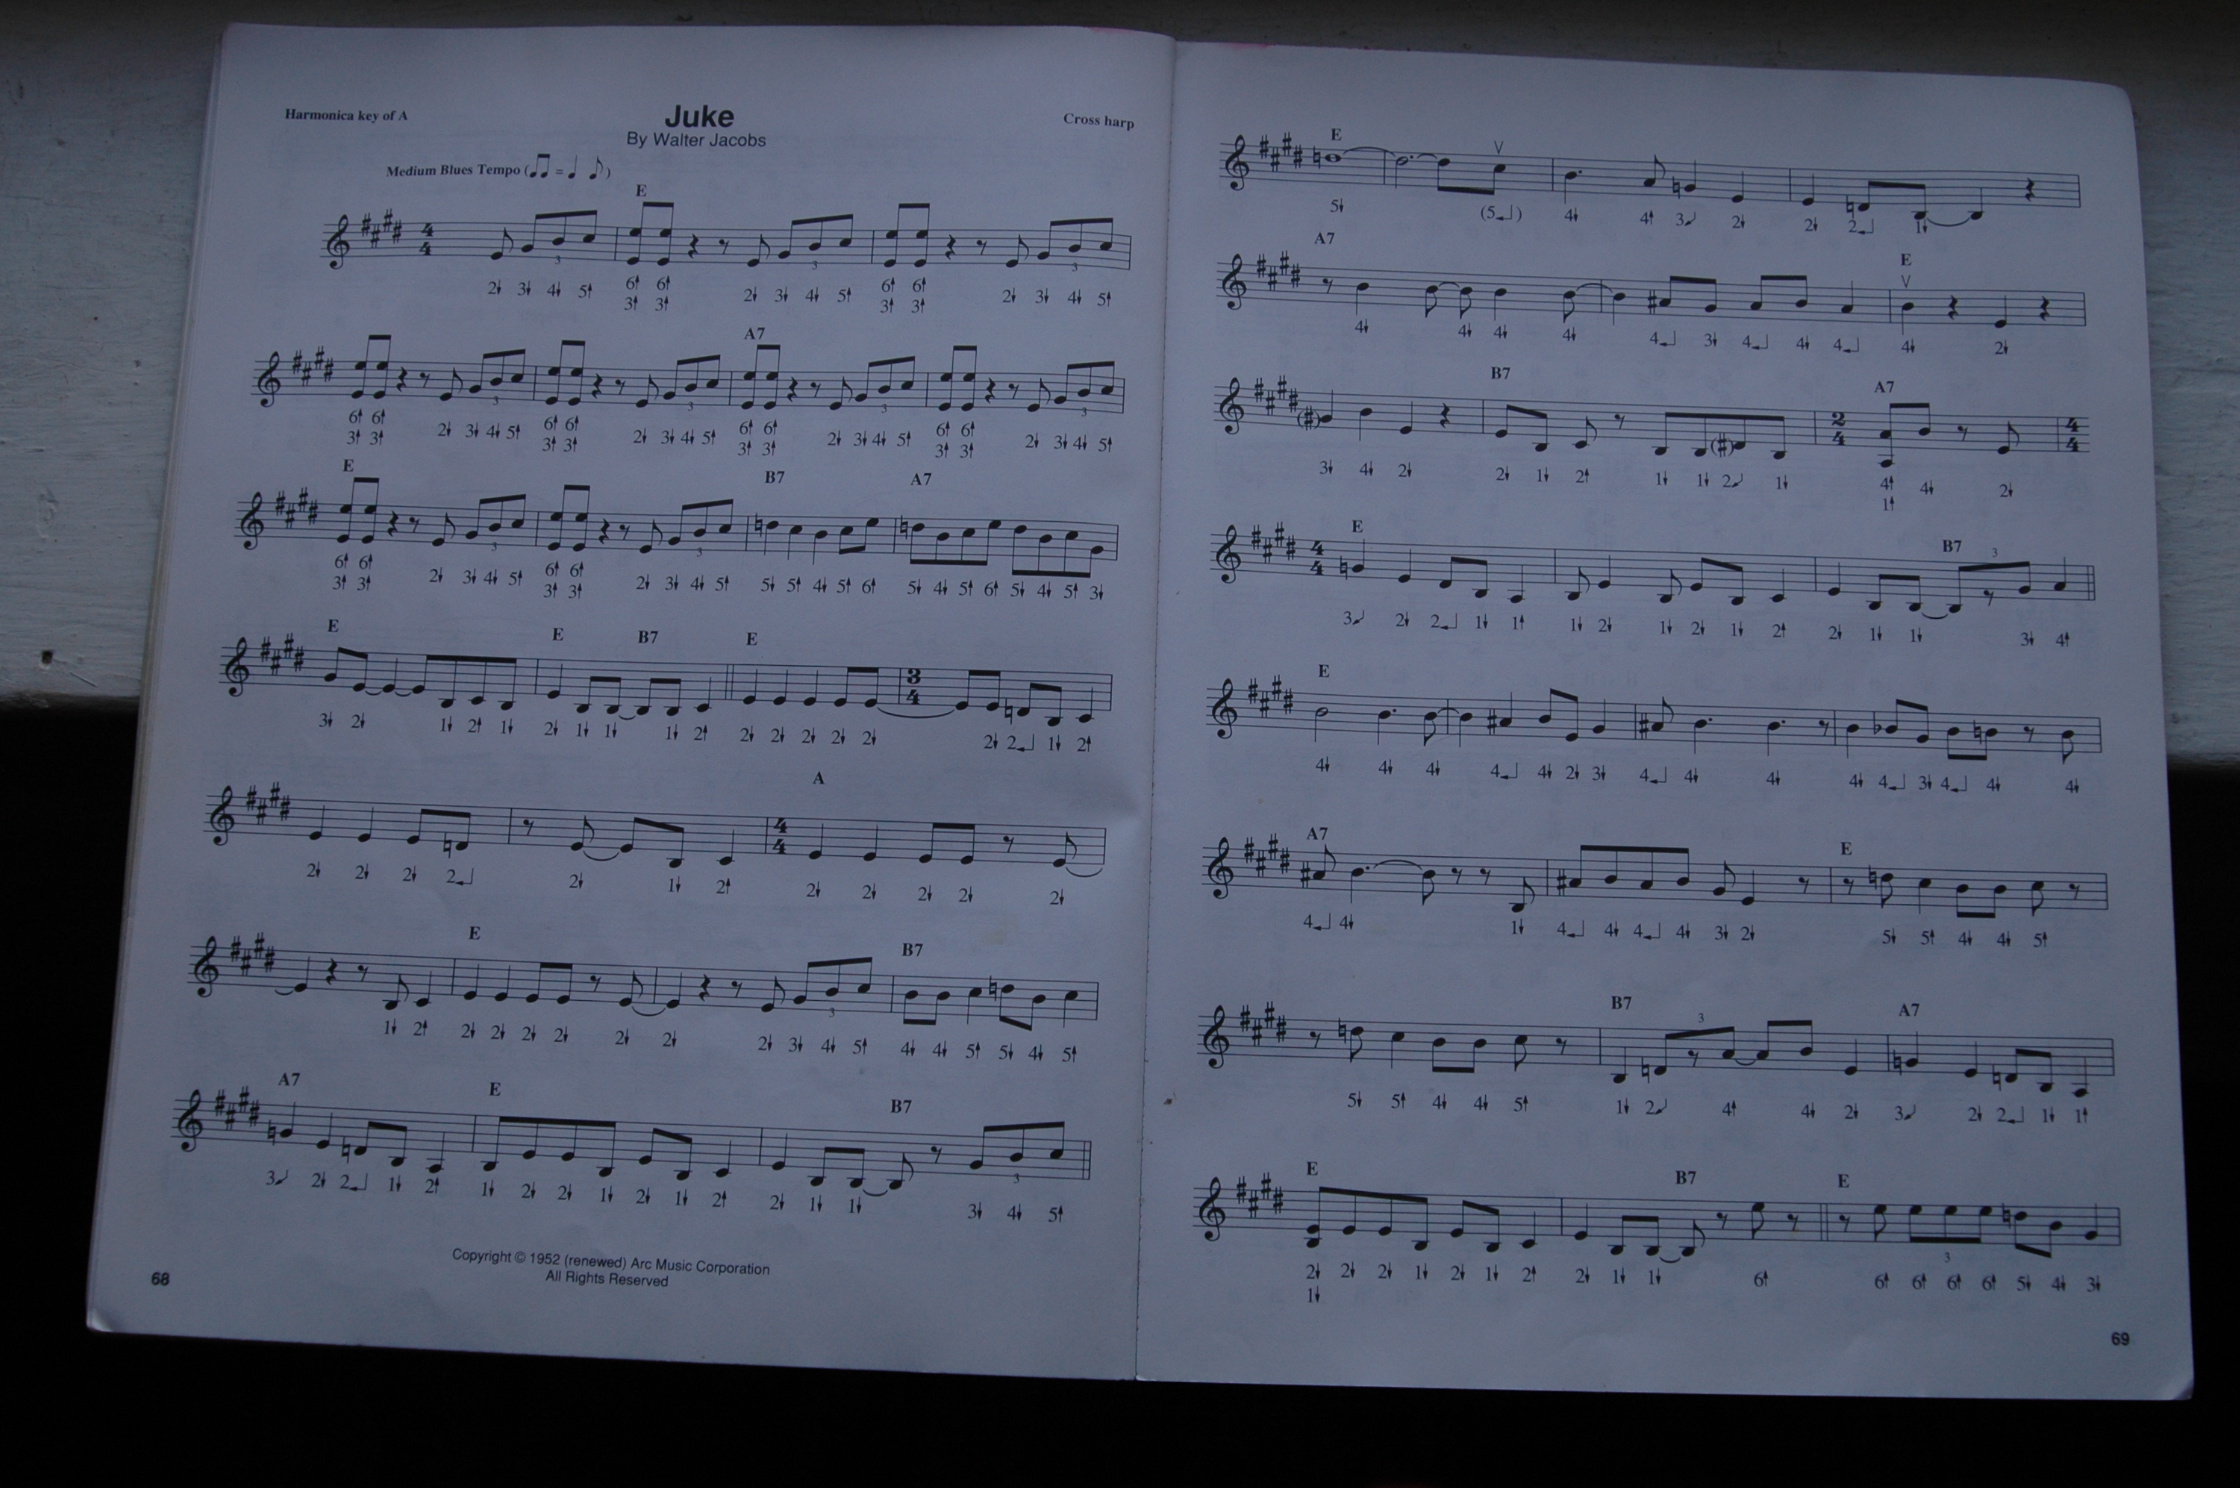 Harmonica key of A
Juke
Cross harp
By Walter Jacobs
Medium Blues Tempo (♫ = ♩ ♪)
E
3 3 3
2↓ 3↓ 4↓ 5↑ 6↑ 6↑ 2↓ 3↓ 4↓ 5↑ 6↑ 6↑ 2↓ 3↓ 4↓ 5↑
3↑ 3↑ 3↑ 3↑
A7
3 3 3 3
6↑ 6↑ 2↓ 3↓ 4↓ 5↑ 6↑ 6↑ 2↓ 3↓ 4↓ 5↑ 6↑ 6↑ 2↓ 3↓ 4↓ 5↑ 6↑ 6↑ 2↓ 3↓ 4↓ 5↑
3↑ 3↑ 3↑ 3↑ 3↑ 3↑ 3↑ 3↑
E B7 A7
3 3
6↑ 6↑ 2↓ 3↓ 4↓ 5↑ 6↑ 6↑ 2↓ 3↓ 4↓ 5↑ 5↓ 5↑ 4↓ 5↑ 6↑ 5↓ 4↓ 5↑ 6↑ 5↓ 4↓ 5↑ 3↓
3↑ 3↑ 3↑ 3↑
E E B7 E
3↓ 2↓ 1↓ 2↑ 1↓ 2↓ 1↓ 1↓ 1↓ 2↑ 2↓ 2↓ 2↓ 2↓ 2↓ 2↓ 2↲ 1↓ 2↑
A
2↓ 2↓ 2↓ 2↲ 2↓ 1↓ 2↑ 2↓ 2↓ 2↓ 2↓ 2↓
E B7
3
1↓ 2↑ 2↓ 2↓ 2↓ 2↓ 2↓ 2↓ 2↓ 3↓ 4↓ 5↑ 4↓ 4↓ 5↑ 5↓ 4↓ 5↑
A7 E B7
3
3⤶ 2↓ 2↲ 1↓ 2↑ 1↓ 2↓ 2↓ 1↓ 2↓ 1↓ 2↑ 2↓ 1↓ 1↓ 3↓ 4↓ 5↑
Copyright © 1952 (renewed) Arc Music Corporation
All Rights Reserved
68
E
5↓ (5↲) 4↓ 4↑ 3⤶ 2↓ 2↓ 2↲ 1↓
A7 E
4↓ 4↓ 4↓ 4↓ 4↲ 3↓ 4↲ 4↓ 4↲ 4↓ 2↓
B7 A7
3↓ 4↓ 2↓ 2↓ 1↓ 2↑ 1↓ 1↓ 2⤶ 1↓ 4↑ 4↓ 2↓
1↑
E B7 3
3⤶ 2↓ 2↲ 1↓ 1↑ 1↓ 2↓ 1↓ 2↓ 1↓ 2↑ 2↓ 1↓ 1↓ 3↓ 4↑
E
4↓ 4↓ 4↓ 4↲ 4↓ 2↓ 3↓ 4↲ 4↓ 4↓ 4↓ 4↲ 3↓ 4↲ 4↓ 4↓
A7 E
4↲ 4↓ 1↓ 4↲ 4↓ 4↲ 4↓ 3↓ 2↓ 5↓ 5↑ 4↓ 4↓ 5↑
B7 3 A7
5↓ 5↑ 4↓ 4↓ 5↑ 1↓ 2⤶ 4↑ 4↓ 2↓ 3⤶ 2↓ 2↲ 1↓ 1↑
E B7 E
3
2↓ 2↓ 2↓ 1↓ 2↓ 1↓ 2↑ 2↓ 1↓ 1↓ 6↑ 6↑ 6↑ 6↑ 6↑ 5↓ 4↓ 3↓
1↓
69